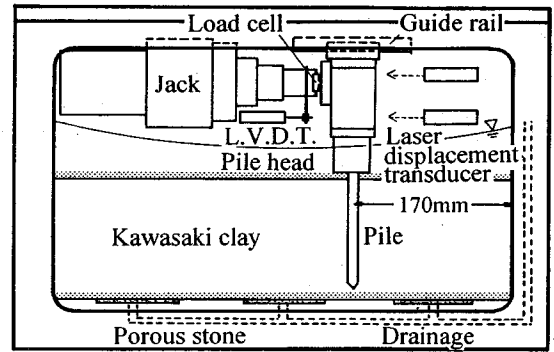 Load cell
Guide rail
Jack
L.V.D.T.
Pile head
Laser
displacement
transducer
170mm
Kawasaki clay
Pile
Porous stone
Drainage